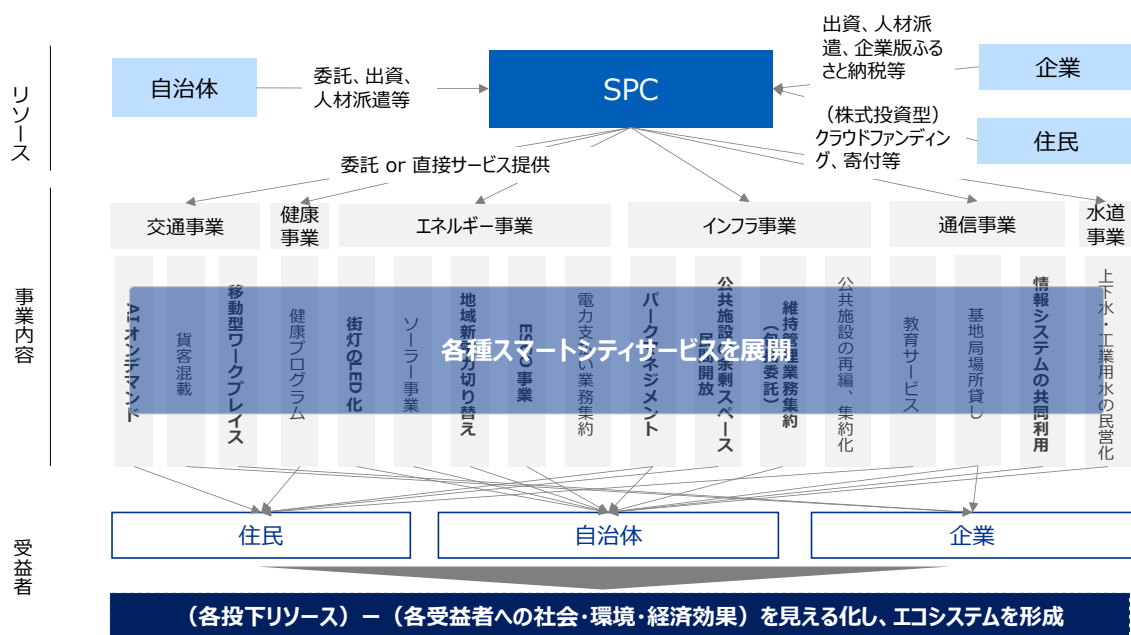 リソース
自治体
委託、出資、
人材派遣等
SPC
出資、人材派
遣、企業版ふる
さと納税等
企業
（株式投資型）
クラウドファンディン
グ、寄付等
住民
委託 or 直接サービス提供
事業内容
交通事業
健康
事業
エネルギー事業
インフラ事業
通信事業
水道
事業
AIオンデマンド
貨客混載
移動型ワークプレイス
健康プログラム
街灯のLED化
ソーラー事業
地域新電力切り替え
ESCO事業
電力支払い業務集約
パークマネジメント
公共施設の余剰スペース
民間開放
維持管理業務集約
（包括委託）
公共施設の再編、集約化
教育サービス
基地局場所貸し
情報システムの共同利用
上下水・工業用水の民営化
各種スマートシティサービスを展開
受益者
住民
自治体
企業
（各投下リソース）－（各受益者への社会・環境・経済効果）を見える化し、エコシステムを形成